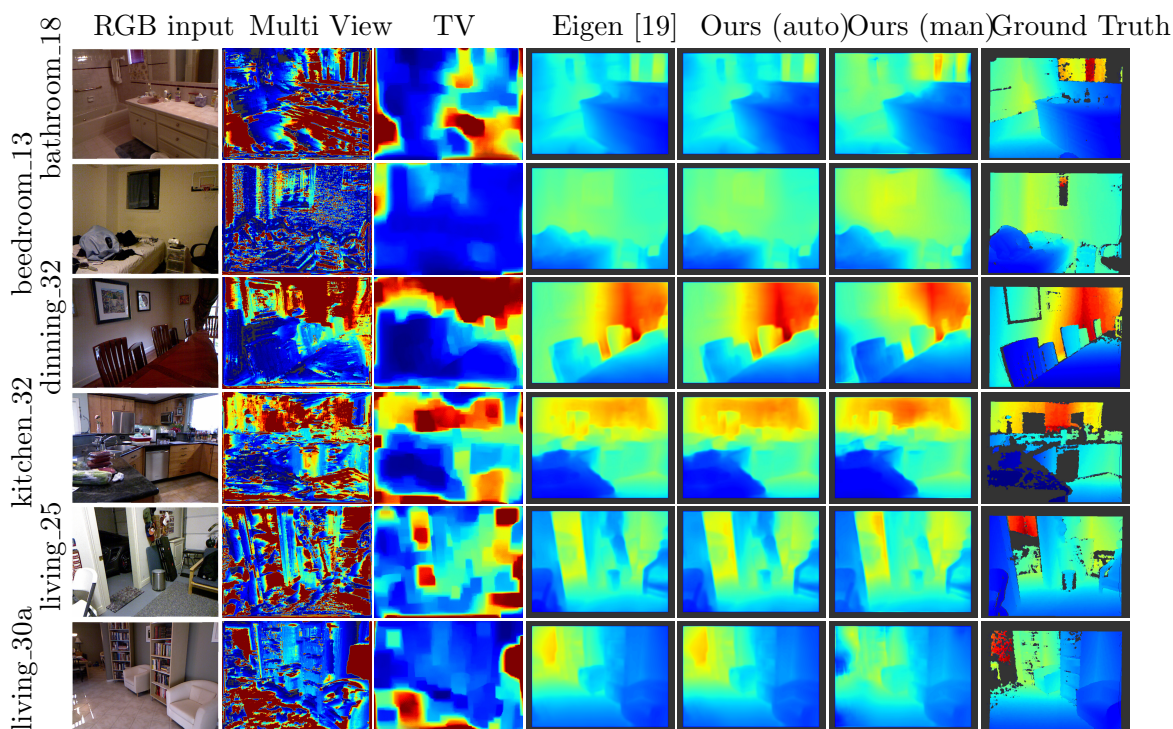 RGB input Multi View TV Eigen [19] Ours (auto) Ours (man) Ground Truth
bathroom_18
beedroom_13
dinning_32
kitchen_32
living_25
living_30a